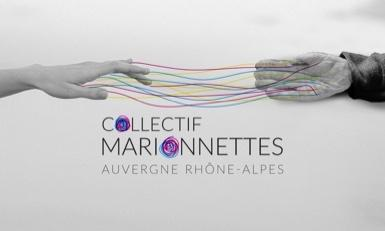 COLLECTIF
MARIONNETTES
AUVERGNE RHÔNE-ALPES